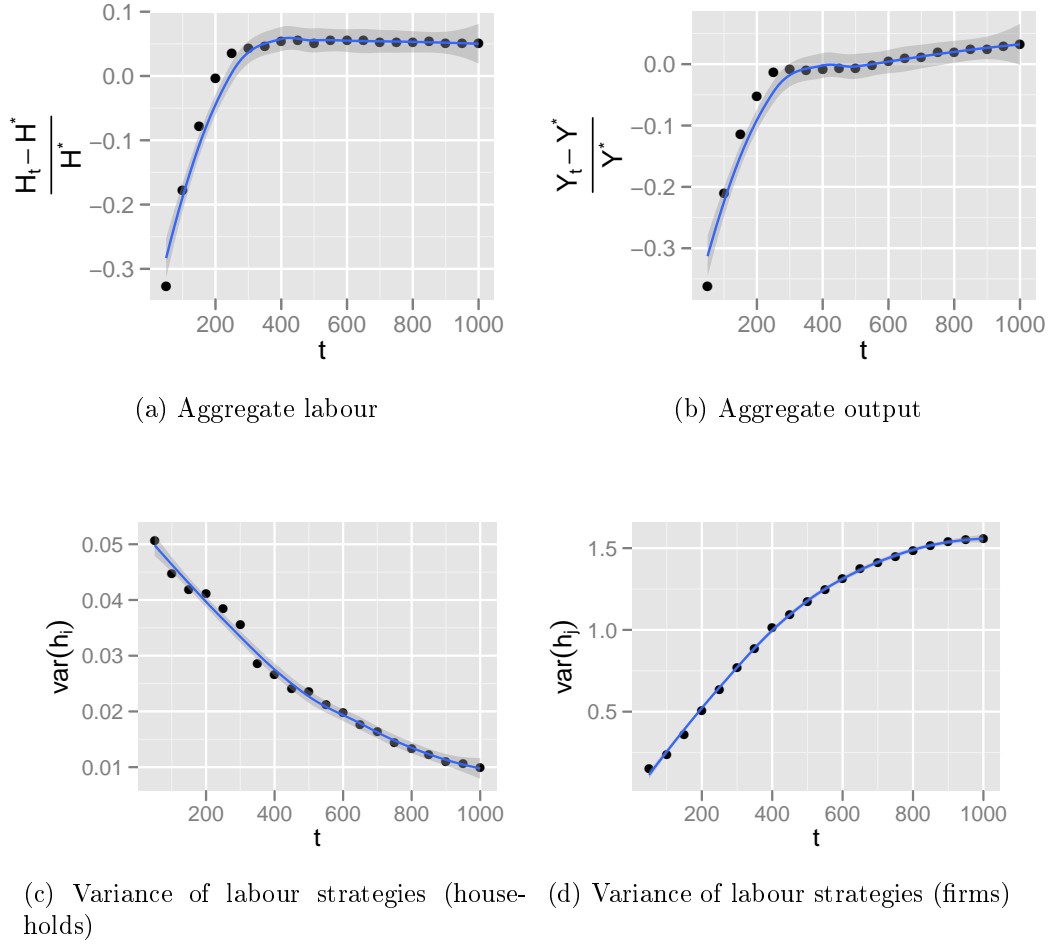 0.1
0.0
−0.1
−0.2
−0.3
H_t − H*
H*
200 400 600 800 1000
t
(a) Aggregate labour
0.0
−0.1
−0.2
−0.3
Y_t − Y*
Y*
200 400 600 800 1000
t
(b) Aggregate output
0.05
0.04
0.03
0.02
0.01
var(h_i)
200 400 600 800 1000
t
(c) Variance of labour strategies (house-
holds)
1.5
1.0
0.5
var(h_j)
200 400 600 800 1000
t
(d) Variance of labour strategies (firms)